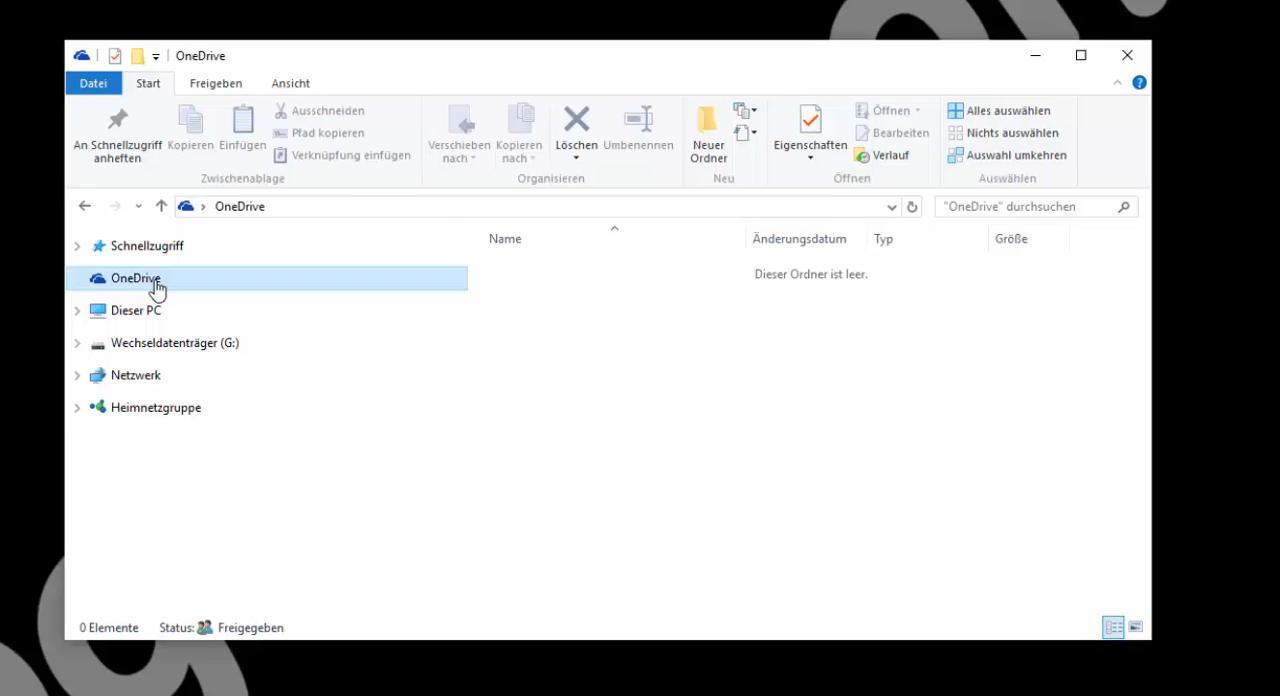 OneDrive
Datei Start Freigeben Ansicht
An Schnellzugriff anheften
Kopieren
Einfügen
Ausschneiden
Pfad kopieren
Verknüpfung einfügen
Zwischenablage
Verschieben nach
Kopieren nach
Löschen
Umbenennen
Organisieren
Neuer Ordner
Neu
Eigenschaften
Öffnen
Bearbeiten
Verlauf
Öffnen
Alles auswählen
Nichts auswählen
Auswahl umkehren
Auswählen
OneDrive
"OneDrive" durchsuchen
Name Änderungsdatum Typ Größe
Schnellzugriff
OneDrive
Dieser PC
Wechseldatenträger (G:)
Netzwerk
Heimnetzgruppe
Dieser Ordner ist leer.
0 Elemente Status: Freigegeben